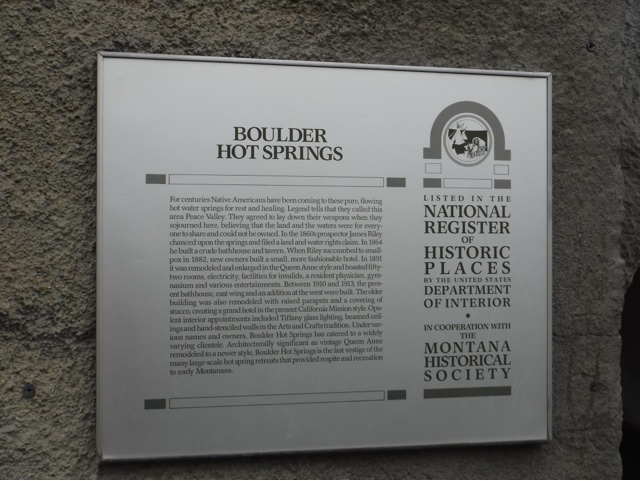 BOULDER
HOT SPRINGS
For centuries Native Americans have been coming to these pure, flowing
hot water springs for rest and healing. Legend tells that they called this
area Peace Valley. They agreed to lay down their weapons when they
sojourned here, believing that the land and the waters were for every-
one to share and could not be owned. In the 1860s prospector James Riley
chanced upon the springs and filed a land and water rights claim. In 1864
he built a crude bathhouse and tavern. When Riley succumbed to small-
pox in 1882, new owners built a small, more fashionable hotel. In 1891
it was remodeled and enlarged in the Queen Anne style and boasted fifty-
two rooms, electricity, facilities for invalids, a resident physician, gym-
nasium and various entertainments. Between 1910 and 1913, the pres-
ent bathhouse, east wing and an addition at the west were built. The older
building was also remodeled with raised parapets and a covering of
stucco, creating a grand hotel in the present California Mission style. Opu-
lent interior appointments included Tiffany glass lighting, beamed ceil-
ings and hand-stenciled walls in the Arts and Crafts tradition. Under var-
ious names and owners, Boulder Hot Springs has catered to a widely
varying clientele. Architecturally significant as vintage Queen Anne
remodeled to a newer style, Boulder Hot Springs is the last vestige of the
many large-scale hot spring retreats that provided respite and recreation
to early Montanans.
LISTED IN THE
NATIONAL
REGISTER
OF
HISTORIC
PLACES
BY THE UNITED STATES
DEPARTMENT
OF INTERIOR
•
IN COOPERATION WITH
THE
MONTANA
HISTORICAL
SOCIETY